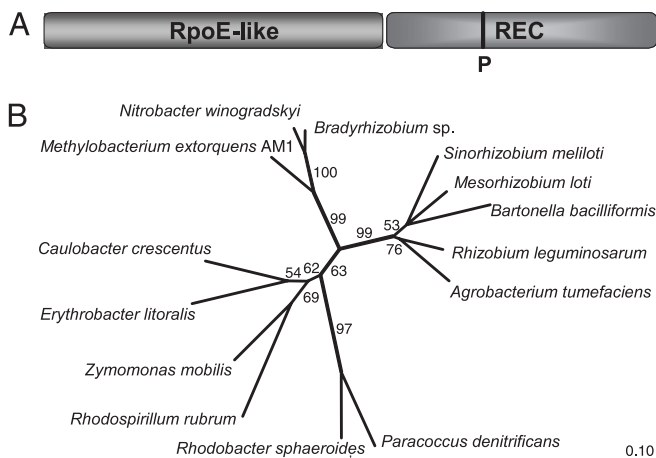 A
RpoE-like
REC
P
B
Nitrobacter winogradskyi
Bradyrhizobium sp.
Methylobacterium extorquens AM1
Sinorhizobium meliloti
Mesorhizobium loti
Bartonella bacilliformis
Rhizobium leguminosarum
Agrobacterium tumefaciens
100
99
99
53
76
Caulobacter crescentus
54
62
63
69
Erythrobacter litoralis
97
Zymomonas mobilis
Rhodospirillum rubrum
Rhodobacter sphaeroides
Paracoccus denitrificans
0.10